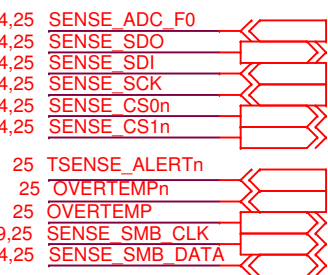 4,25 SENSE_ADC_F0
4,25 SENSE_SDO
4,25 SENSE_SDI
4,25 SENSE_SCK
4,25 SENSE_CS0n
4,25 SENSE_CS1n
25 TSENSE_ALERTn
25 OVERTEMPn
25 OVERTEMP
9,25 SENSE_SMB_CLK
4,25 SENSE_SMB_DATA